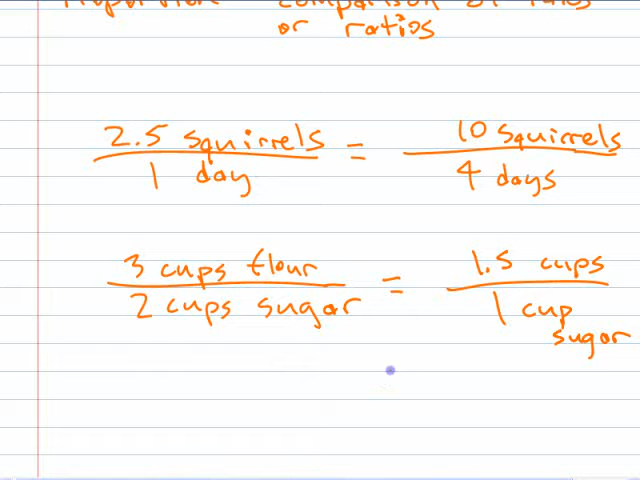 or ratios
2.5 squirrels = 10 squirrels
1 day 4 days
3 cups flour = 1.5 cups
2 cups sugar 1 cup
sugar